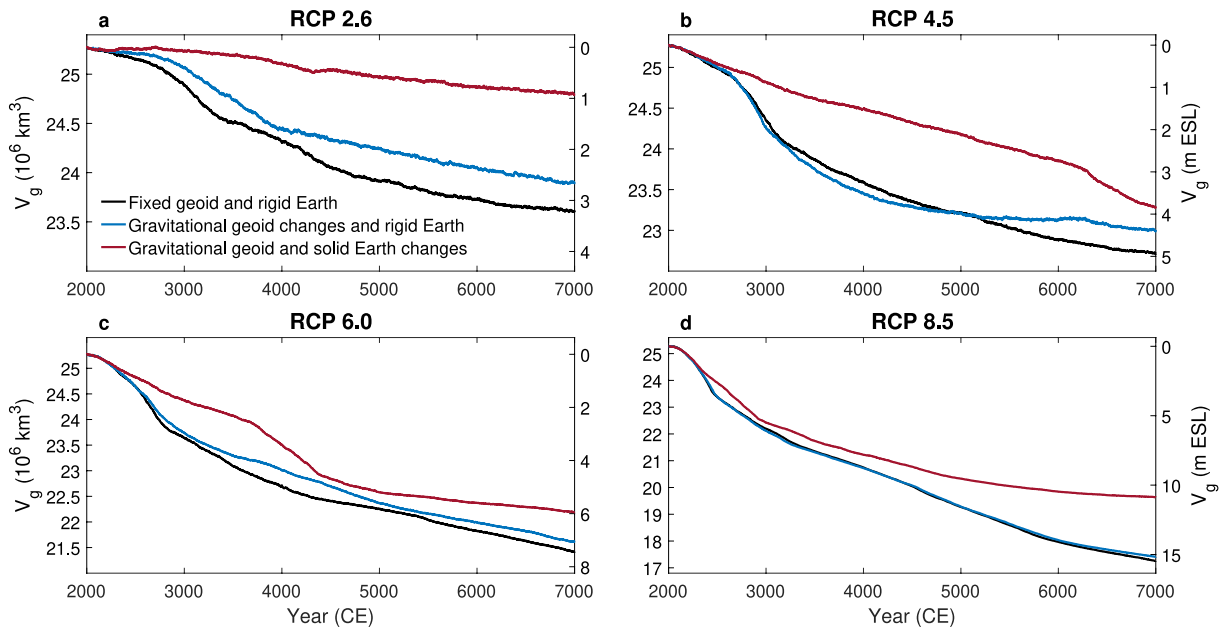 a RCP 2.6
25
24.5
24
23.5
V_g (10^6 km^3)
0
1
2
3
4
Fixed geoid and rigid Earth
Gravitational geoid changes and rigid Earth
Gravitational geoid and solid Earth changes
2000 3000 4000 5000 6000 7000
b RCP 4.5
25
24.5
24
23.5
23
0
1
2
3
4
5
V_g (m ESL)
2000 3000 4000 5000 6000 7000
c RCP 6.0
25
24.5
24
23.5
23
22.5
22
21.5
V_g (10^6 km^3)
0
2
4
6
8
2000 3000 4000 5000 6000 7000
Year (CE)
d RCP 8.5
25
24
23
22
21
20
19
18
17
0
5
10
15
V_g (m ESL)
2000 3000 4000 5000 6000 7000
Year (CE)